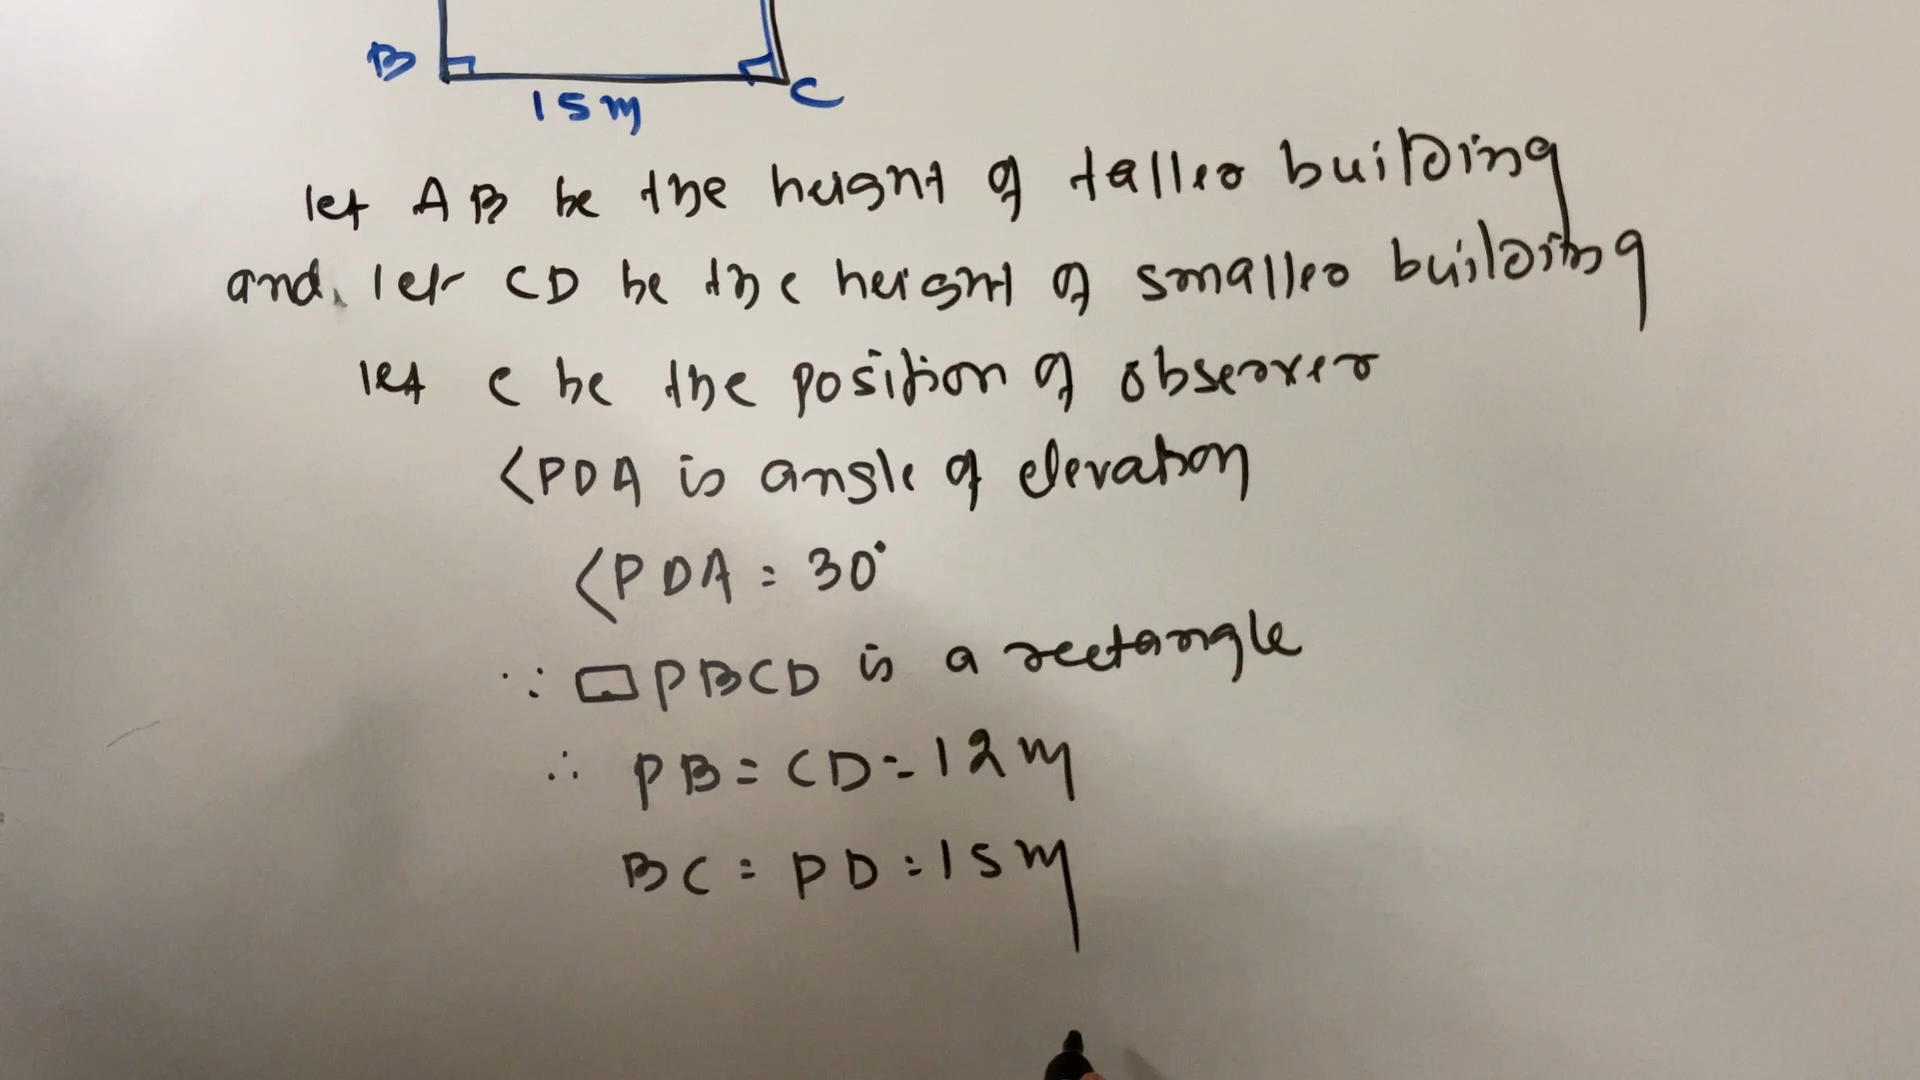 B
C
15m
let AB be the height of taller building
and, let CD be the height of smaller building
let C be the position of observer
<PDA is angle of elevation
<PDA = 30°
∵ ▭PBCD is a rectangle
∴ PB = CD = 12m
BC = PD = 15m